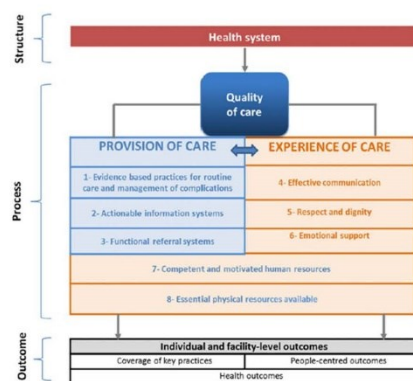 Structure
Health system
Quality
of care
Process
PROVISION OF CARE
EXPERIENCE OF CARE
1- Evidence based practices for routine
care and management of complications
2- Actionable information systems
3- Functional referral systems
4- Effective communication
5- Respect and dignity
6- Emotional support
7- Competent and motivated human resources
8- Essential physical resources available
Outcome
Individual and facility-level outcomes
Coverage of key practices
People-centred outcomes
Health outcomes